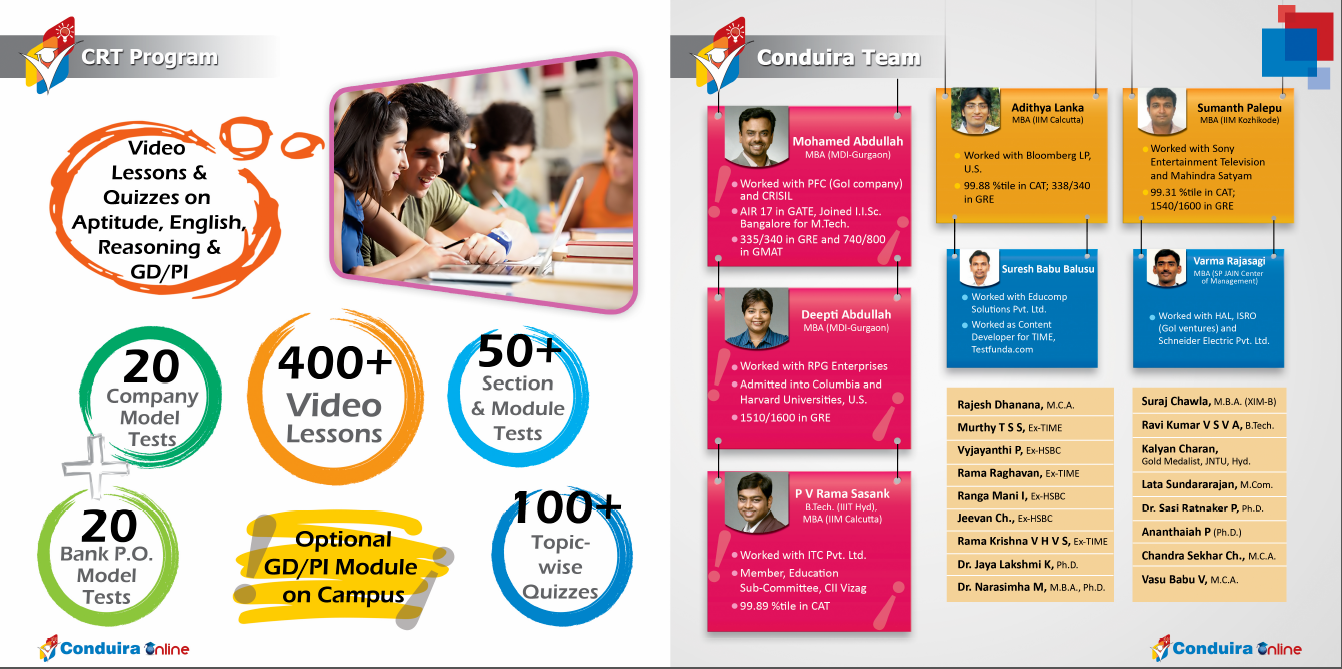 CRT Program
Video
Lessons &
Quizzes on
Aptitude, English,
Reasoning &
GD/PI
20
Company
Model
Tests
400+
Video
Lessons
50+
Section
& Module
Tests
20
Bank P.O.
Model
Tests
Optional
GD/PI Module
on Campus
100+
Topic-
wise
Quizzes
Conduira Online
Conduira Team
Mohamed Abdullah
MBA (MDI-Gurgaon)
Worked with PFC (GoI company)
and CRISIL
AIR 17 in GATE, Joined I.I.Sc.
Bangalore for M.Tech.
335/340 in GRE and 740/800
in GMAT
Deepti Abdullah
MBA (MDI-Gurgaon)
Worked with RPG Enterprises
Admitted into Columbia and
Harvard Universities, U.S.
1510/1600 in GRE
P V Rama Sasank
B.Tech. (IIIT Hyd),
MBA (IIM Calcutta)
Worked with ITC Pvt. Ltd.
Member, Education
Sub-Committee, CII Vizag
99.89 %tile in CAT
Adithya Lanka
MBA (IIM Calcutta)
Worked with Bloomberg LP,
U.S.
99.88 %tile in CAT; 338/340
in GRE
Sumanth Palepu
MBA (IIM Kozhikode)
Worked with Sony
Entertainment Television
and Mahindra Satyam
99.31 %tile in CAT;
1540/1600 in GRE
Suresh Babu Balusu
Worked with Educomp
Solutions Pvt. Ltd.
Worked as Content
Developer for TIME,
Testfunda.com
Varma Rajasagi
MBA (SP JAIN Center
of Management)
Worked with HAL, ISRO
(GoI ventures) and
Schneider Electric Pvt. Ltd.
Rajesh Dhanana, M.C.A.
Murthy T S S, Ex-TIME
Vyjayanthi P, Ex-HSBC
Rama Raghavan, Ex-TIME
Ranga Mani I, Ex-HSBC
Jeevan Ch., Ex-HSBC
Rama Krishna V H V S, Ex-TIME
Dr. Jaya Lakshmi K, Ph.D.
Dr. Narasimha M, M.B.A., Ph.D.
Suraj Chawla, M.B.A. (XIM-B)
Ravi Kumar V S V A, B.Tech.
Kalyan Charan,
Gold Medalist, JNTU, Hyd.
Lata Sundararajan, M.Com.
Dr. Sasi Ratnaker P, Ph.D.
Ananthaiah P (Ph.D.)
Chandra Sekhar Ch., M.C.A.
Vasu Babu V, M.C.A.
Conduira Online